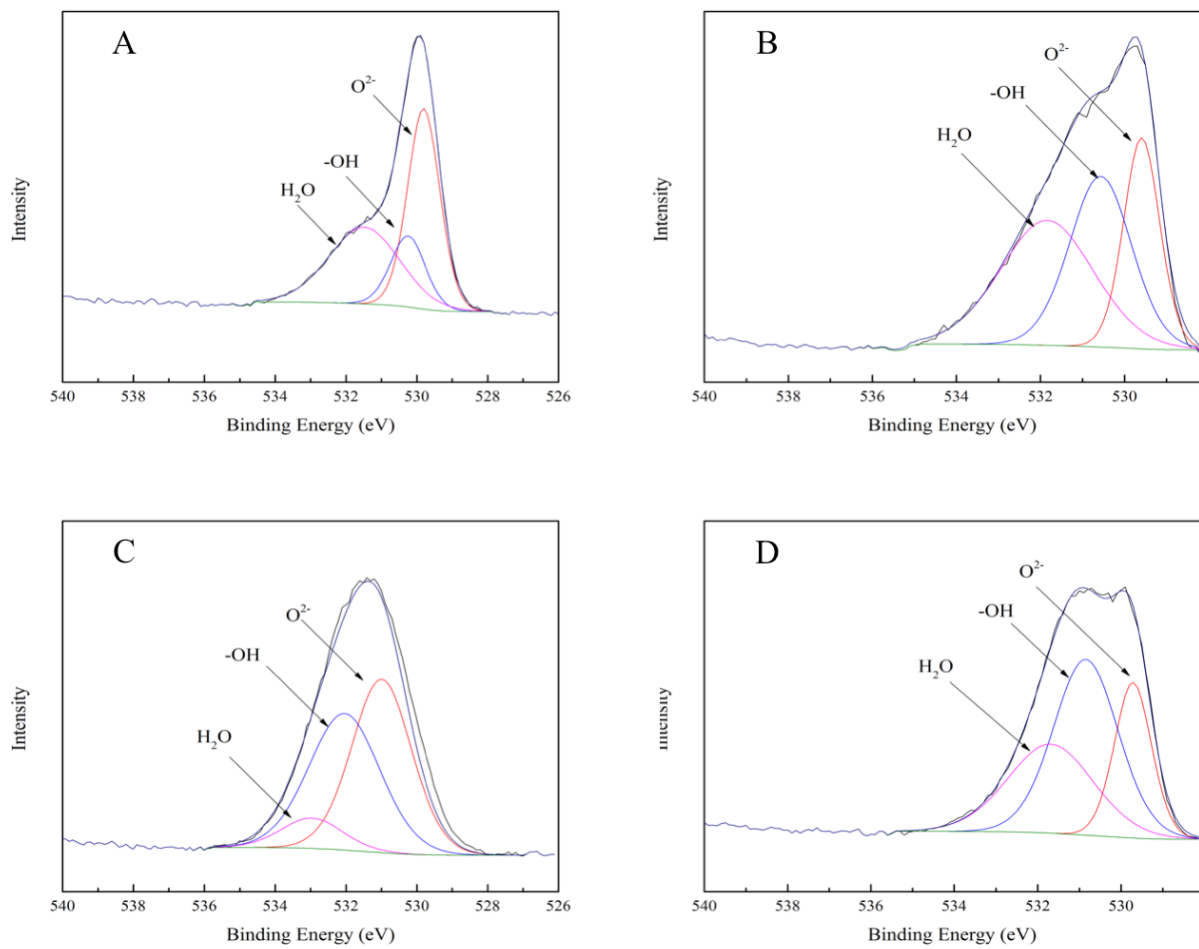 A
O²⁻
-OH
H₂O
Intensity
540 538 536 534 532 530 528 526
Binding Energy (eV)
B
O²⁻
-OH
H₂O
Intensity
540 538 536 534 532 530
Binding Energy (eV)
C
O²⁻
-OH
H₂O
Intensity
540 538 536 534 532 530 528 526
Binding Energy (eV)
D
O²⁻
-OH
H₂O
Intensity
540 538 536 534 532 530
Binding Energy (eV)